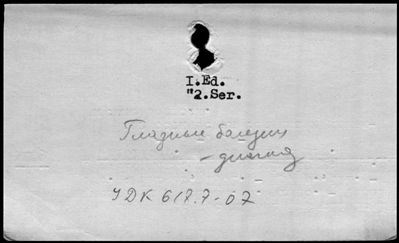 I.Ed.
"2.Ser.
Глазные болезни
- диагноз
УДК 617.7-07